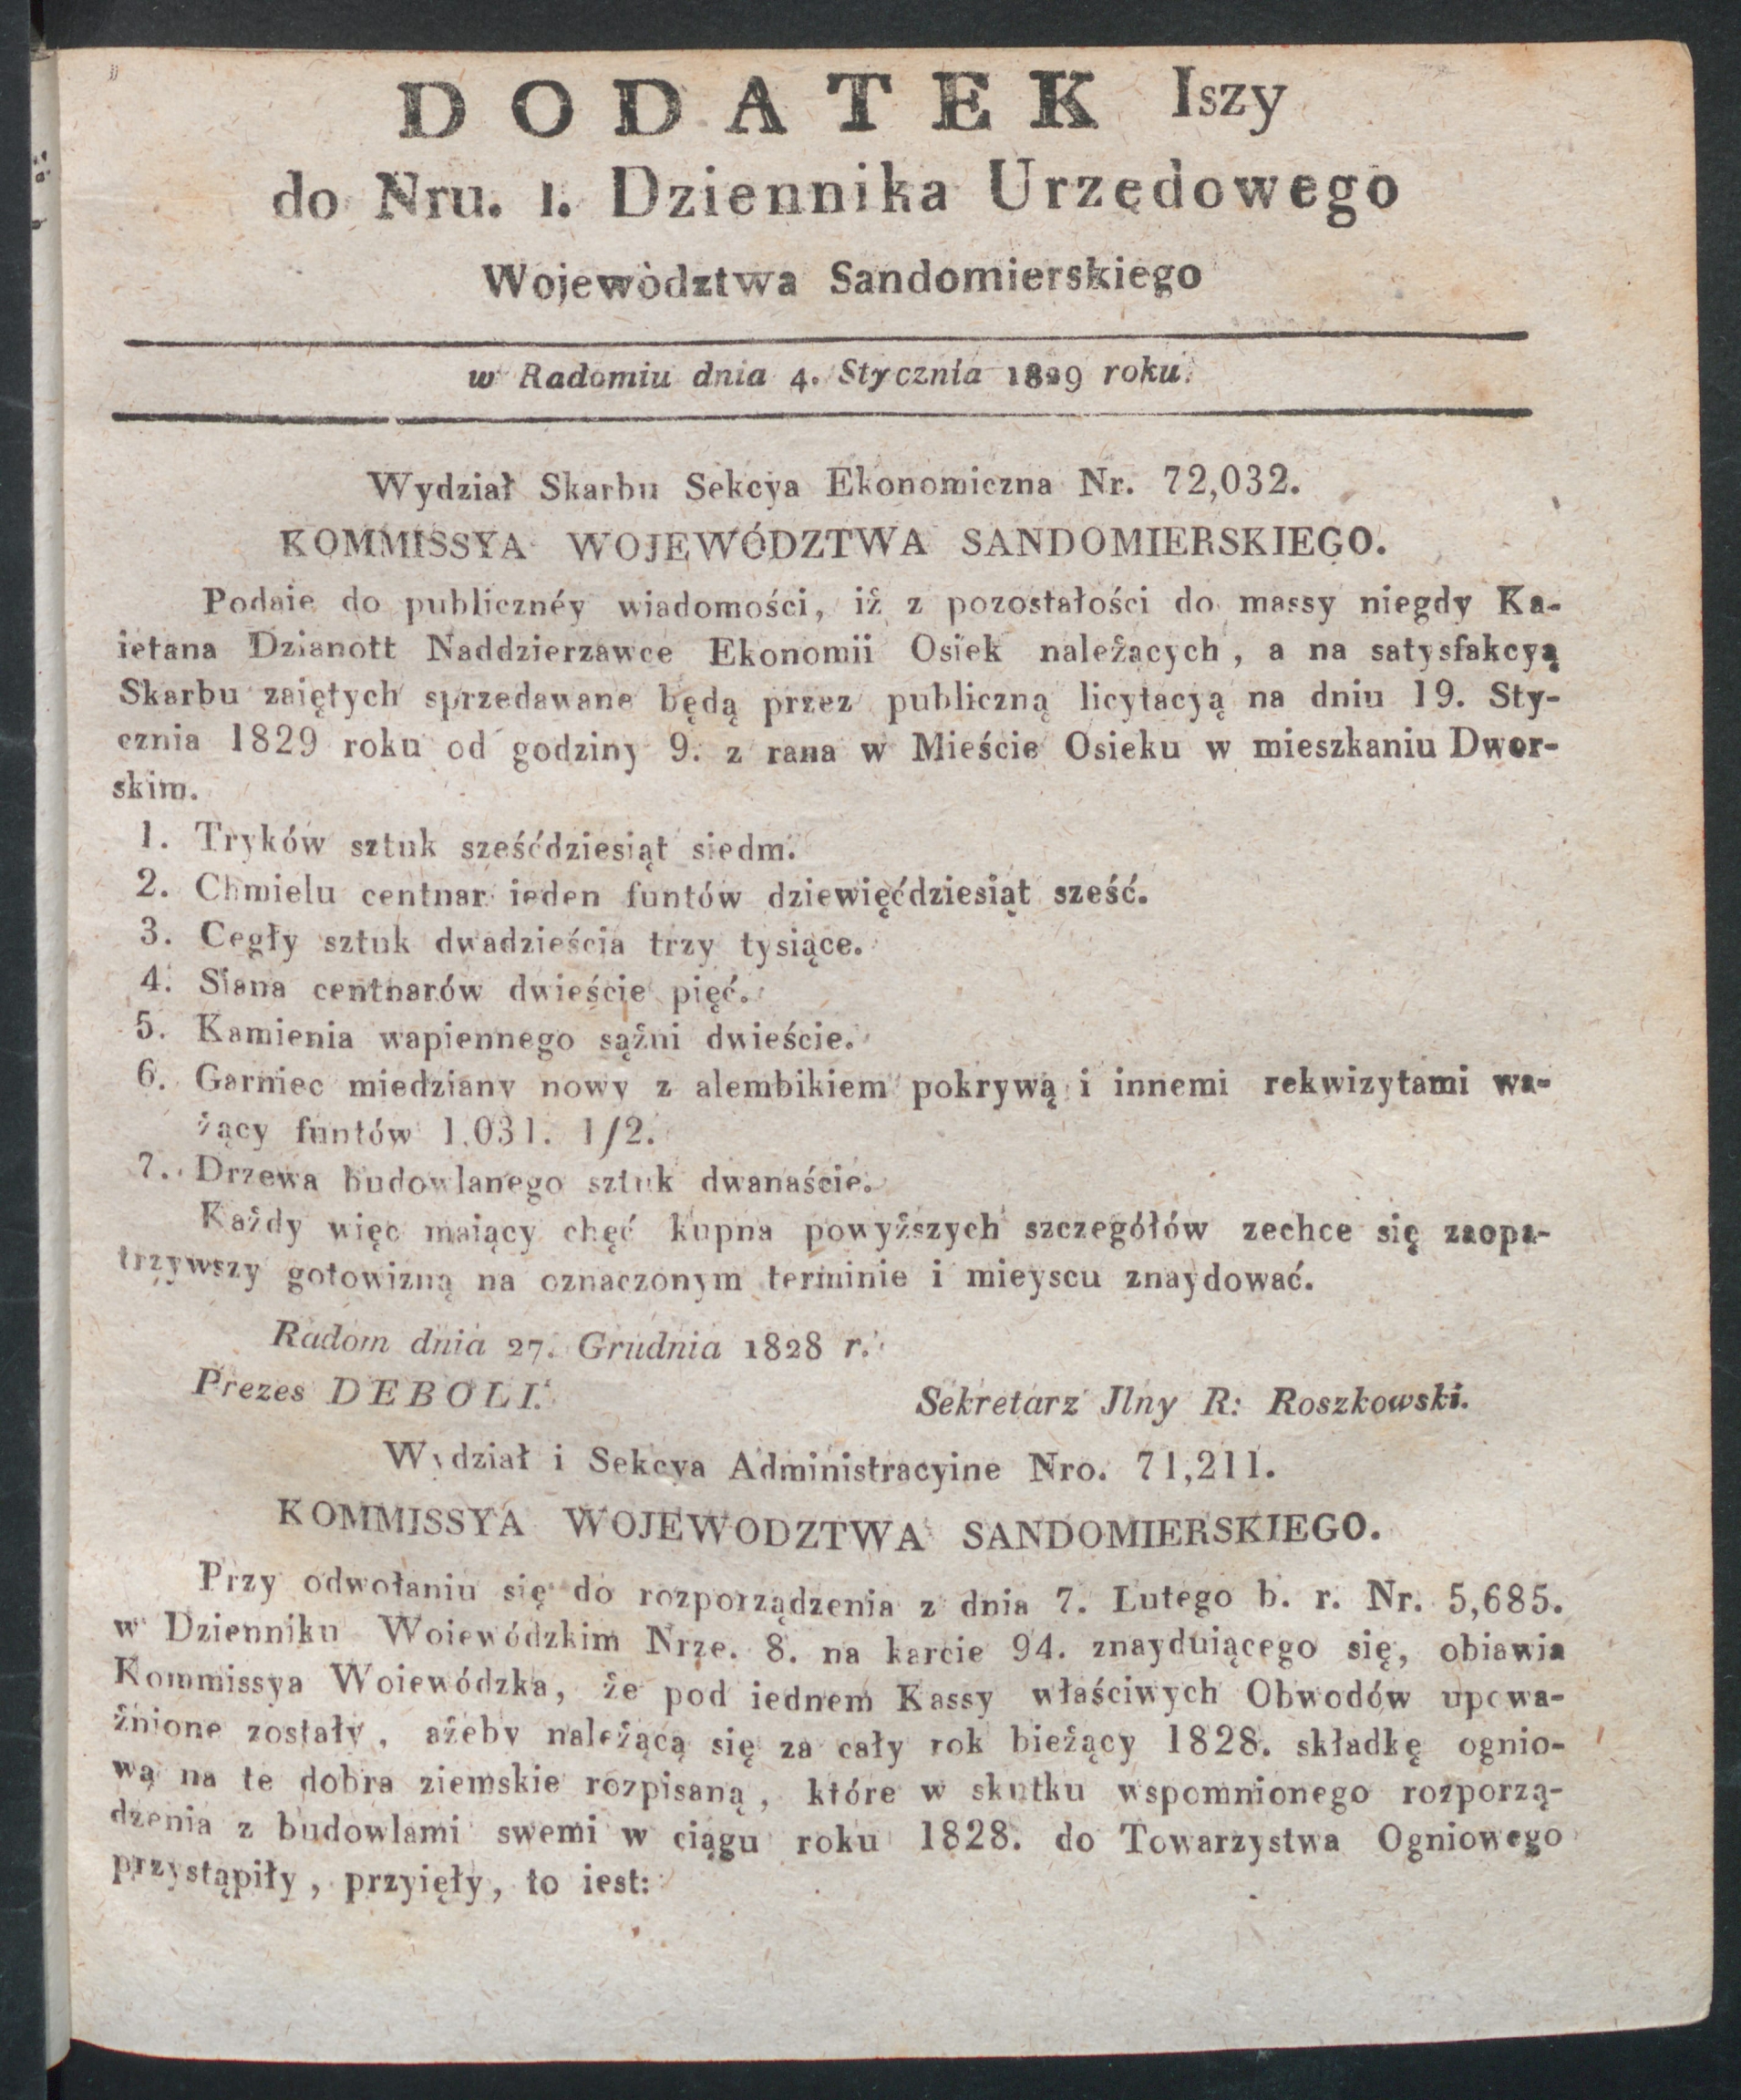 DODATEK Iszy
do Nru. 1. Dziennika Urzędowego
Wojewòdztwa Sandomierskiego
w Radomiu dnia 4. Stycznia 1829 roku.
Wydział Skarbu Sekcya Ekonomiczna Nr. 72,032.
KOMMISSYA WOJEWÓDZTWA SANDOMIERSKIEGO.
Podaie do publicznéy wiadomości, iż z pozostałości do massy niegdy Ka-
ietana Dzianott Naddzierzawce Ekonomii Osiek należących, a na satysfakcyą
Skarbu zaiętych sprzedawane będą przez publiczną licytacyą na dniu 19. Sty-
cznia 1829 roku od godziny 9. z rana w Mieście Osieku w mieszkaniu Dwor-
skim.
1. Tryków sztuk sześćdziesiąt siedm.
2. Chmielu centnar ieden funtów dziewięćdziesiąt sześć.
3. Cegły sztuk dwadzieścia trzy tysiące.
4. Siana centnarów dwieście pięć.
5. Kamienia wapiennego sążni dwieście.
6. Garniec miedziany nowy z alembikiem pokrywą i innemi rekwizytami wa-
żący funtów 1,031. 1/2.
7. Drzewa budowlanego sztuk dwanaście.
Każdy więc maiący chęć kupna powyższych szczegółów zechce się zaopa-
trzywszy gotowizną na oznaczonym terminie i mieyscu znaydować.
Radom dnia 27. Grudnia 1828 r.
Prezes DEBOLI.
Sekretarz Jlny R: Roszkowski.
Wydział i Sekcya Administracyine Nro. 71,211.
KOMMISSYA WOJEWODZTWA SANDOMIERSKIEGO.
Przy odwołaniu się do rozporządzenia z dnia 7. Lutego b. r. Nr. 5,685.
w Dzienniku Woiewódzkim Nrze. 8. na karcie 94. znayduiącego się, obiawia
Kommissya Woiewódzka, że pod iednem Kassy właściwych Obwodów upowa-
żnione zostały, ażeby należącą się za cały rok bieżący 1828. składkę ognio-
wą na te dobra ziemskie rozpisaną, które w skutku wspomnionego rozporzą-
dzenia z budowlami swemi w ciągu roku 1828. do Towarzystwa Ogniowego
przystąpiły, przyięły, to iest: